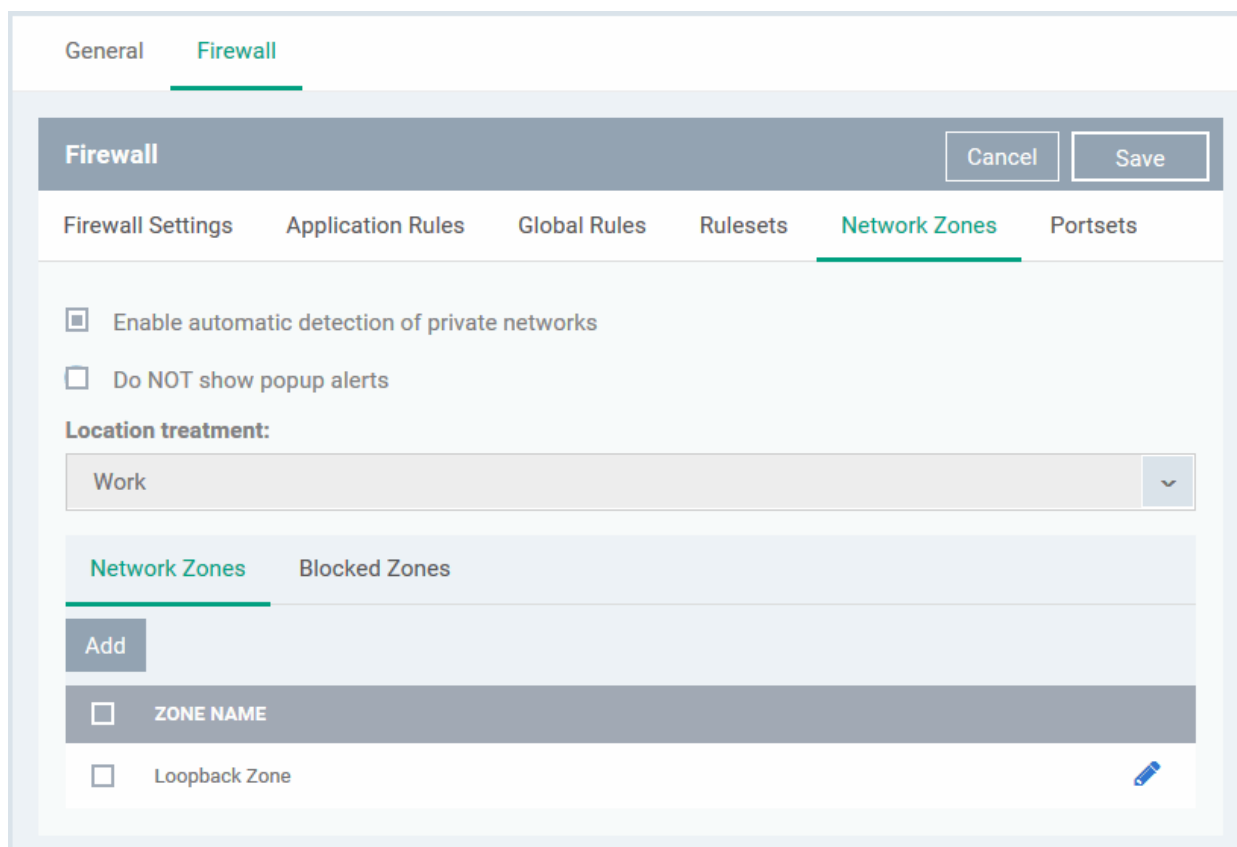 General Firewall
Firewall Cancel Save
Firewall Settings Application Rules Global Rules Rulesets Network Zones Portsets
Enable automatic detection of private networks
Do NOT show popup alerts
Location treatment:
Work
Network Zones Blocked Zones
Add
ZONE NAME
Loopback Zone